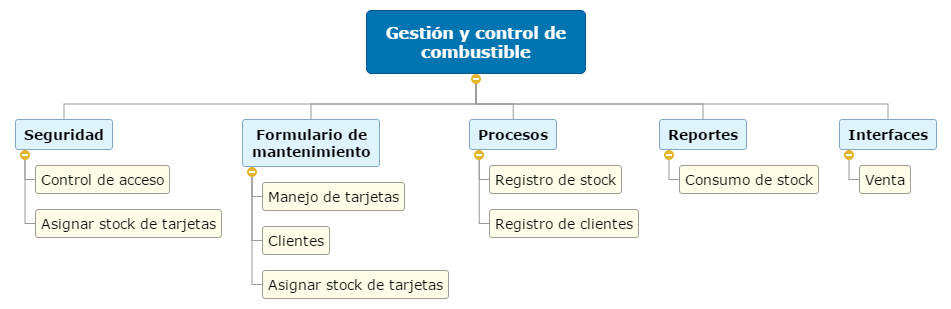 Gestión y control de
combustible
Seguridad
Control de acceso
Asignar stock de tarjetas
Formulario de
mantenimiento
Manejo de tarjetas
Clientes
Asignar stock de tarjetas
Procesos
Registro de stock
Registro de clientes
Reportes
Consumo de stock
Interfaces
Venta